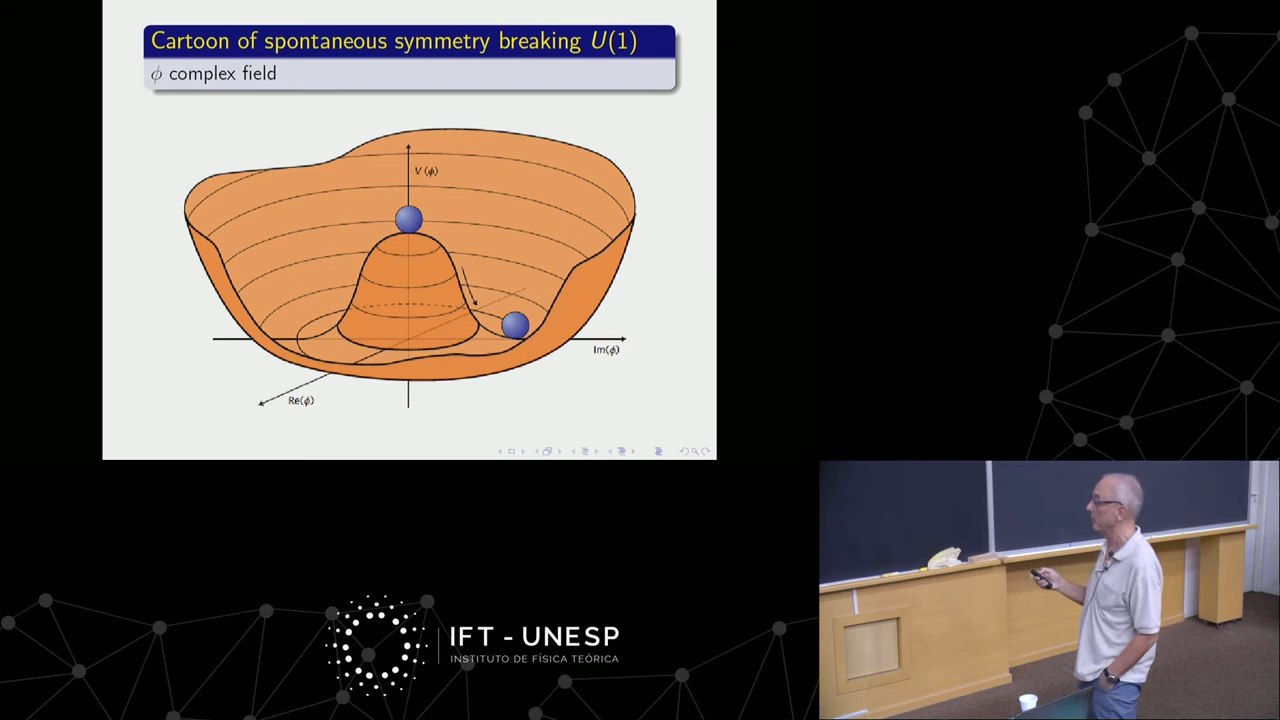 Cartoon of spontaneous symmetry breaking U(1)
ϕ complex field
V (ϕ)
Im(ϕ)
Re(ϕ)
IFT - UNESP
INSTITUTO DE FÍSICA TEÓRICA